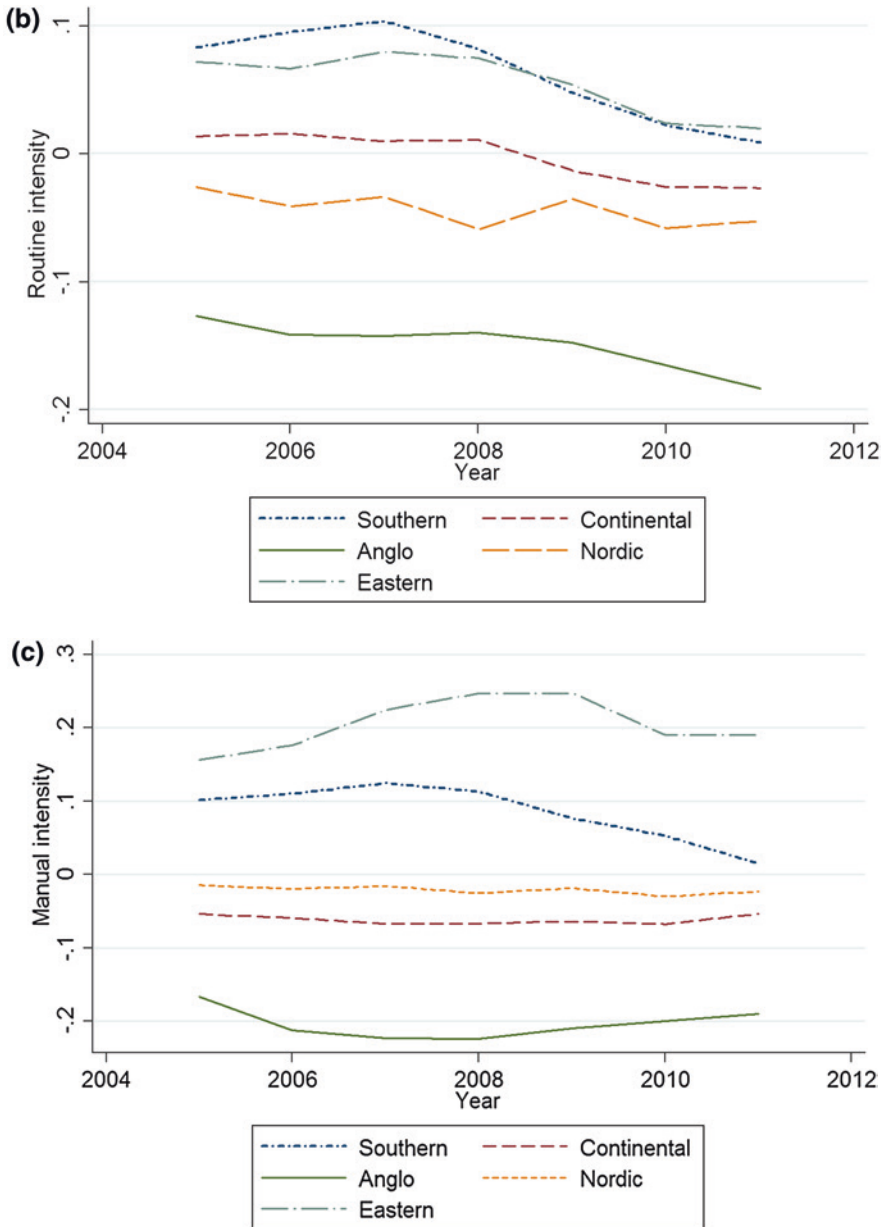 (b)
Routine intensity
.1
0
-.1
-.2
2004 2006 2008 2010 2012
Year
Southern Continental
Anglo Nordic
Eastern
(c)
Manual intensity
.3
.2
.1
0
-.1
-.2
2004 2006 2008 2010 2012
Year
Southern Continental
Anglo Nordic
Eastern